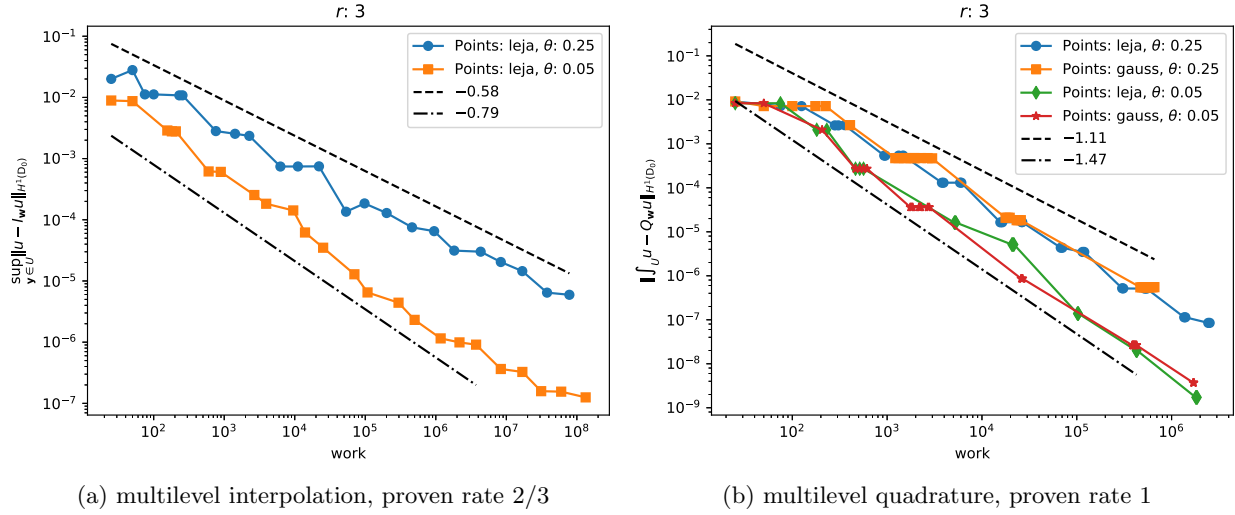 r: 3
10⁻¹
10⁻²
10⁻³
10⁻⁴
10⁻⁵
10⁻⁶
10⁻⁷
sup‖u − I_w u‖_{H¹(D₀)}
y ∈ U
Points: leja, θ: 0.25
Points: leja, θ: 0.05
−0.58
−0.79
10² 10³ 10⁴ 10⁵ 10⁶ 10⁷ 10⁸
work
(a) multilevel interpolation, proven rate 2/3
r: 3
10⁻¹
10⁻²
10⁻³
10⁻⁴
10⁻⁵
10⁻⁶
10⁻⁷
10⁻⁸
10⁻⁹
‖∫_U u − Q_w u‖_{H¹(D₀)}
Points: leja, θ: 0.25
Points: gauss, θ: 0.25
Points: leja, θ: 0.05
Points: gauss, θ: 0.05
−1.11
−1.47
10² 10³ 10⁴ 10⁵ 10⁶
work
(b) multilevel quadrature, proven rate 1